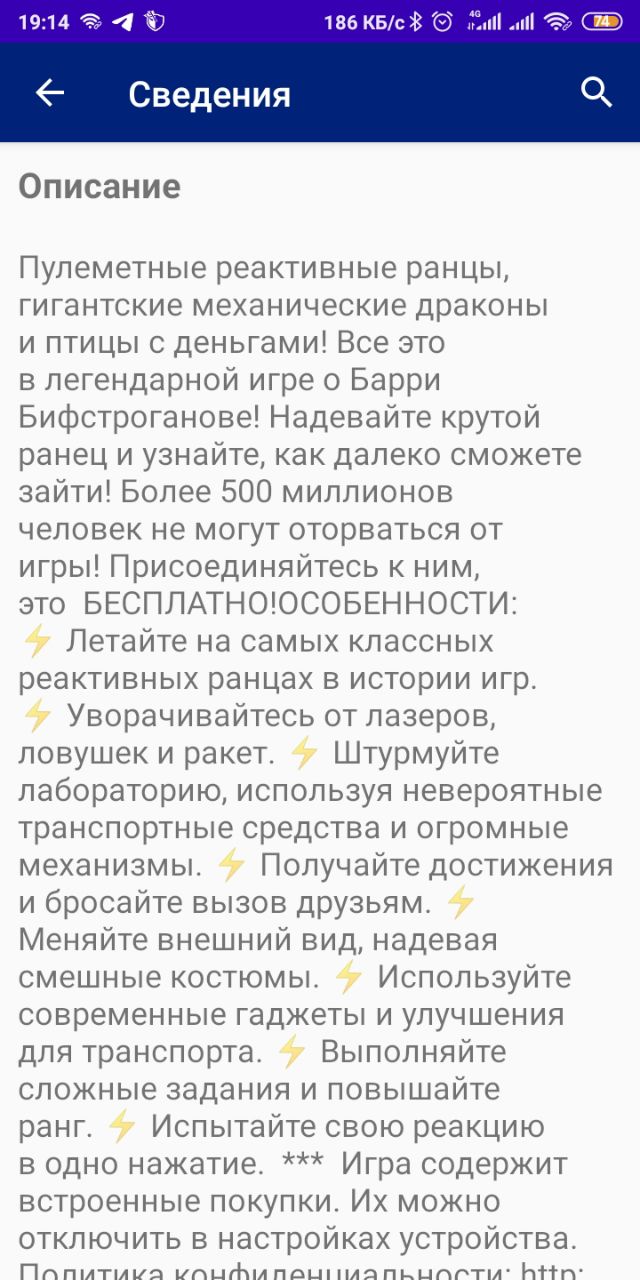 19:14 186 КБ/с 4G 74
Сведения
Описание
Пулеметные реактивные ранцы,
гигантские механические драконы
и птицы с деньгами! Все это
в легендарной игре о Барри
Бифстроганове! Надевайте крутой
ранец и узнайте, как далеко сможете
зайти! Более 500 миллионов
человек не могут оторваться от
игры! Присоединяйтесь к ним,
это  БЕСПЛАТНО!ОСОБЕННОСТИ:
⚡ Летайте на самых классных
реактивных ранцах в истории игр.
⚡ Уворачивайтесь от лазеров,
ловушек и ракет. ⚡ Штурмуйте
лабораторию, используя невероятные
транспортные средства и огромные
механизмы. ⚡ Получайте достижения
и бросайте вызов друзьям. ⚡
Меняйте внешний вид, надевая
смешные костюмы. ⚡ Используйте
современные гаджеты и улучшения
для транспорта. ⚡ Выполняйте
сложные задания и повышайте
ранг. ⚡ Испытайте свою реакцию
в одно нажатие.  ***  Игра содержит
встроенные покупки. Их можно
отключить в настройках устройства.
Политика конфиденциальности: http: